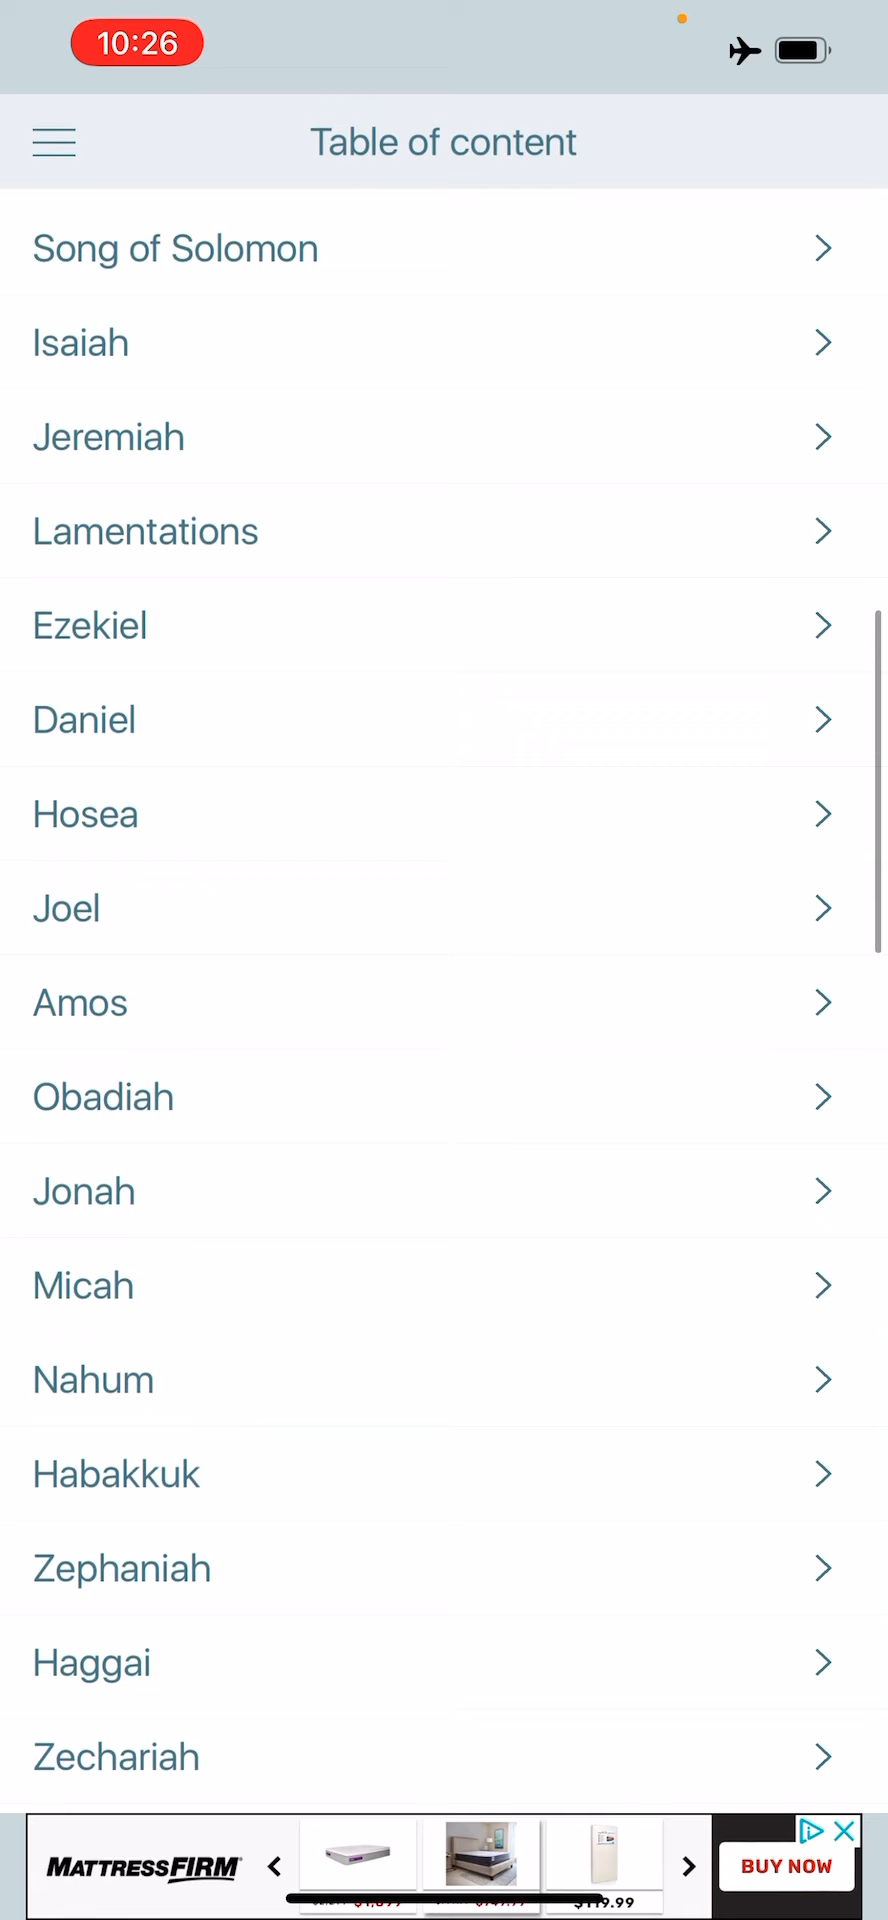 10:26
Table of content
Song of Solomon
Isaiah
Jeremiah
Lamentations
Ezekiel
Daniel
Hosea
Joel
Amos
Obadiah
Jonah
Micah
Nahum
Habakkuk
Zephaniah
Haggai
Zechariah
MATTRESSFIRM
BUY NOW